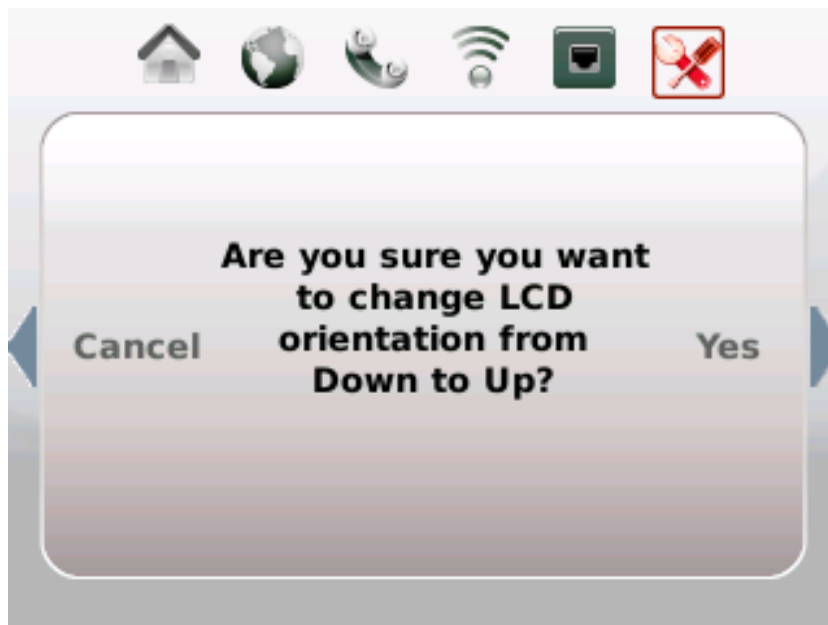 Are you sure you want
to change LCD
orientation from
Down to Up?
Cancel
Yes